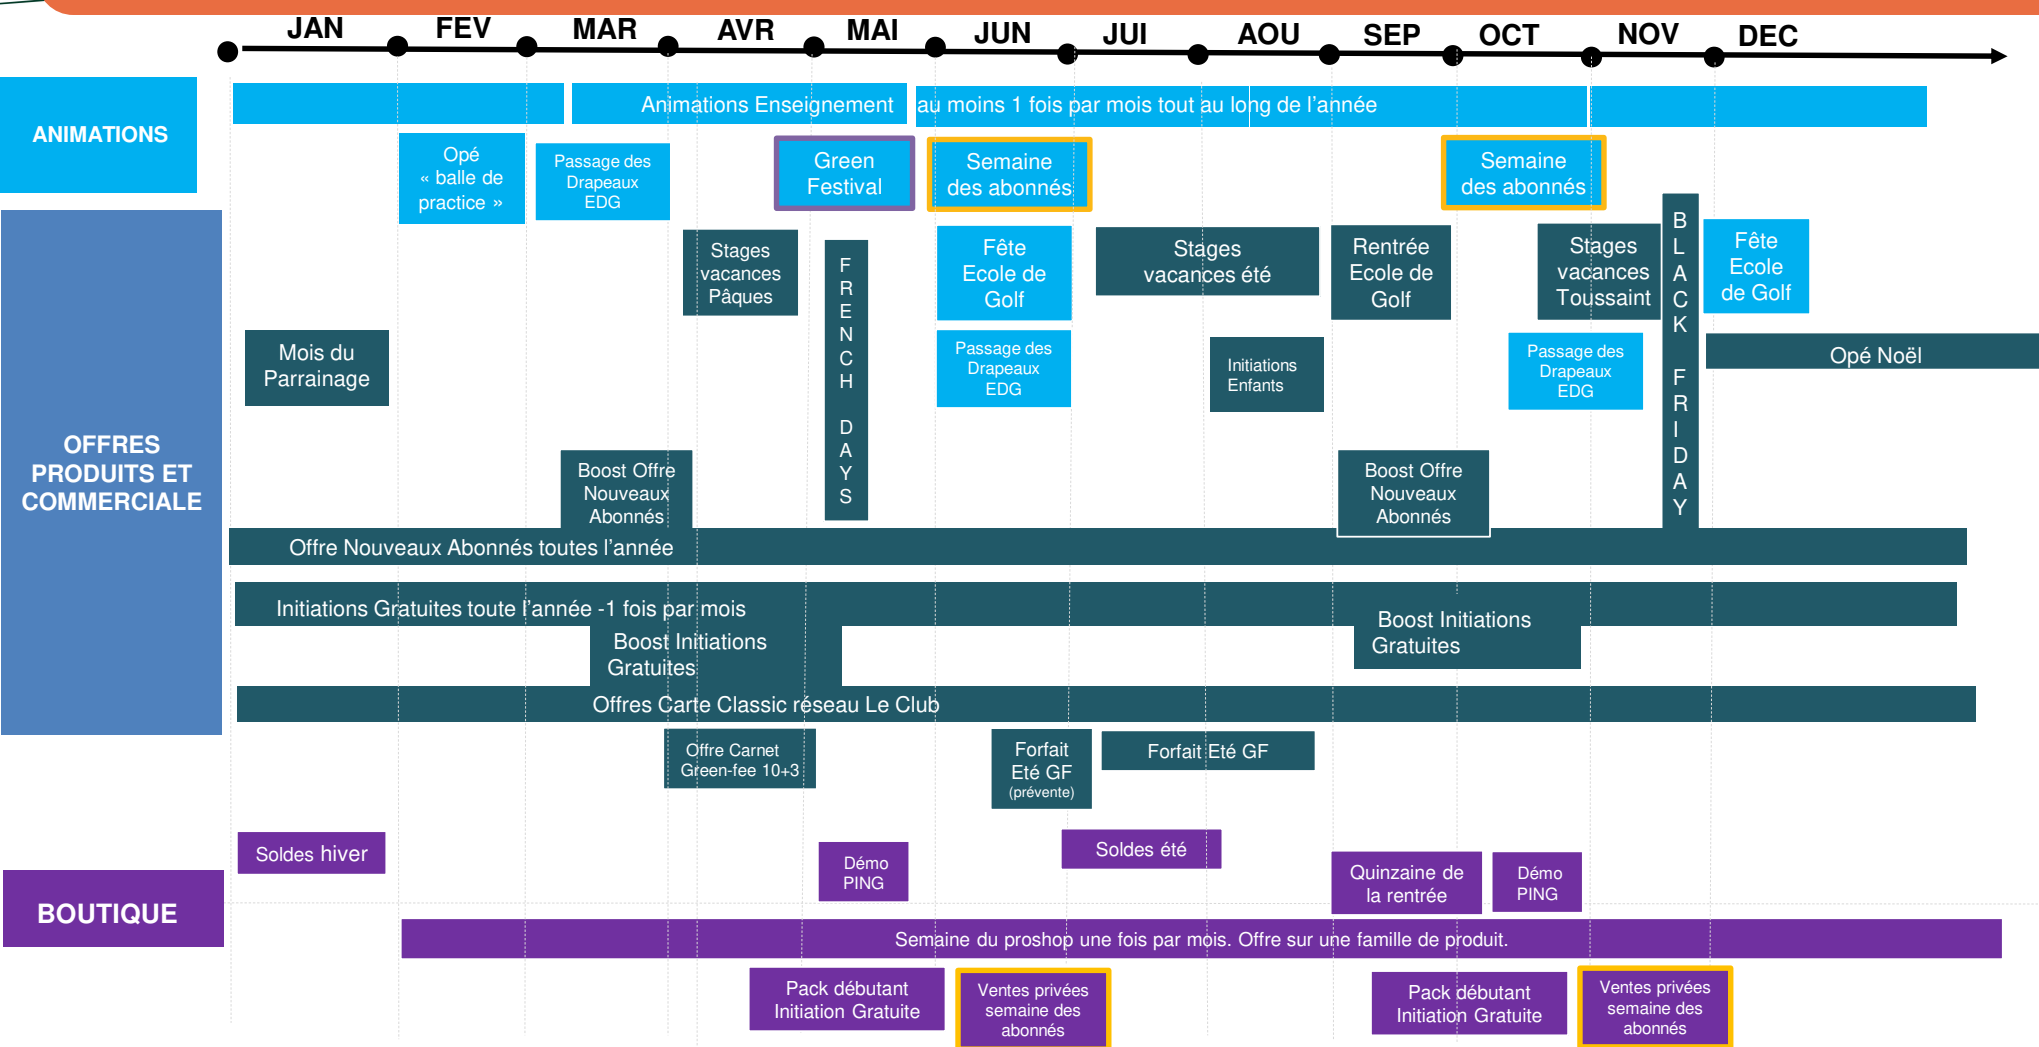 JAN FEV MAR AVR MAI JUN JUI AOU SEP OCT NOV DEC
ANIMATIONS
Animations Enseignement au moins 1 fois par mois tout au long de l'année
Opé
« balle de
practice »
Passage des
Drapeaux
EDG
Green
Festival
Semaine
des abonnés
Semaine
des abonnés
OFFRES
PRODUITS ET
COMMERCIALE
Stages
vacances
Pâques
FRENCH DAYS
Fête
Ecole de
Golf
Stages
vacances été
Rentrée
Ecole de
Golf
Stages
vacances
Toussaint
BLACK FRIDAY
Fête
Ecole
de Golf
Mois du
Parrainage
Passage des
Drapeaux
EDG
Initiations
Enfants
Passage des
Drapeaux
EDG
Opé Noël
Boost Offre
Nouveaux
Abonnés
Boost Offre
Nouveaux
Abonnés
Offre Nouveaux Abonnés toutes l'année
Initiations Gratuites toute l'année -1 fois par mois
Boost Initiations
Gratuites
Boost Initiations
Gratuites
Offres Carte Classic réseau Le Club
Offre Carnet
Green-fee 10+3
Forfait
Eté GF
(prévente)
Forfait Eté GF
BOUTIQUE
Soldes hiver
Démo
PING
Soldes été
Quinzaine de
la rentrée
Démo
PING
Semaine du proshop une fois par mois. Offre sur une famille de produit.
Pack débutant
Initiation Gratuite
Ventes privées
semaine des
abonnés
Pack débutant
Initiation Gratuite
Ventes privées
semaine des
abonnés